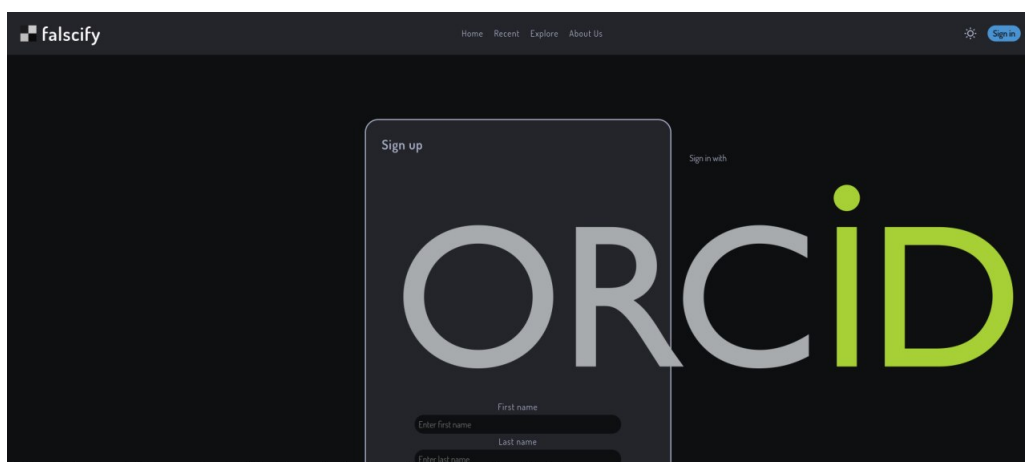 falscify
Home Recent Explore About Us
Sign in
Sign up
Sign in with
ORCiD
First name
Enter first name
Last name
Enter last name